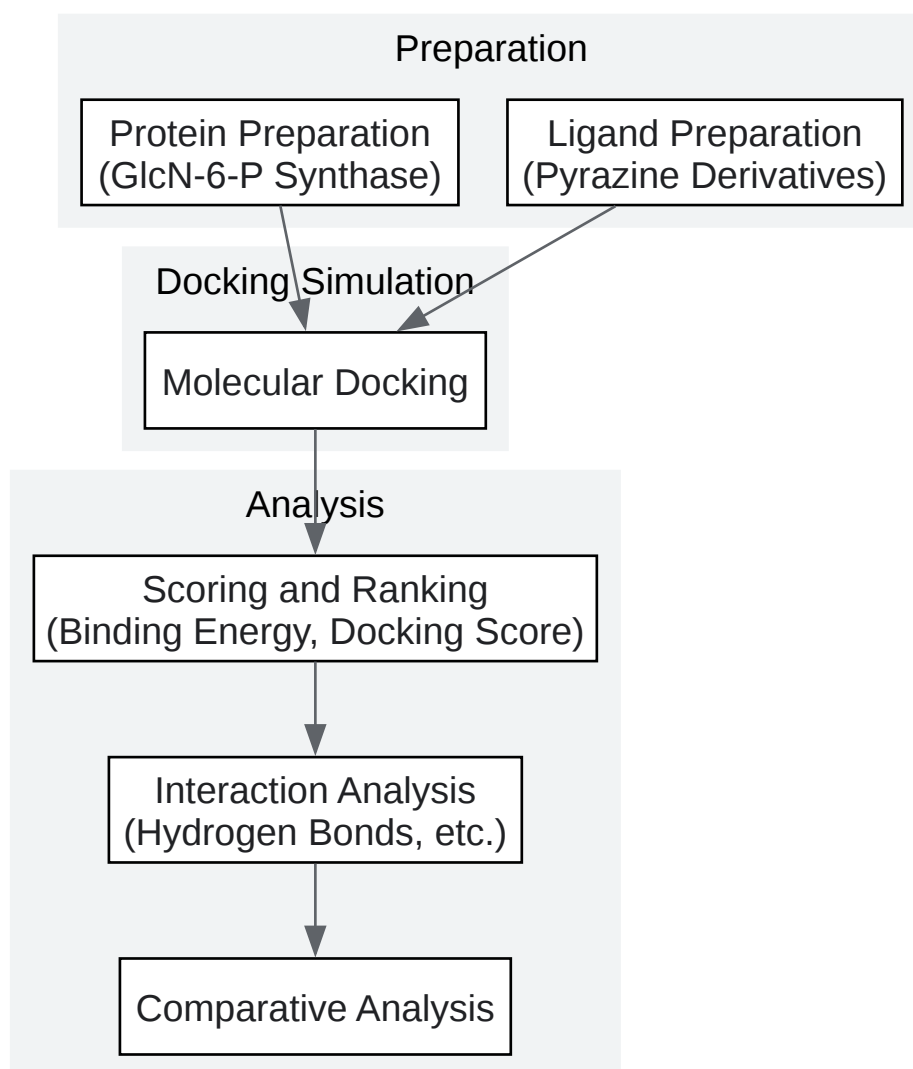 Preparation
Protein Preparation
(GlcN-6-P Synthase)
Ligand Preparation
(Pyrazine Derivatives)
Docking Simulation
Molecular Docking
Analysis
Scoring and Ranking
(Binding Energy, Docking Score)
Interaction Analysis
(Hydrogen Bonds, etc.)
Comparative Analysis